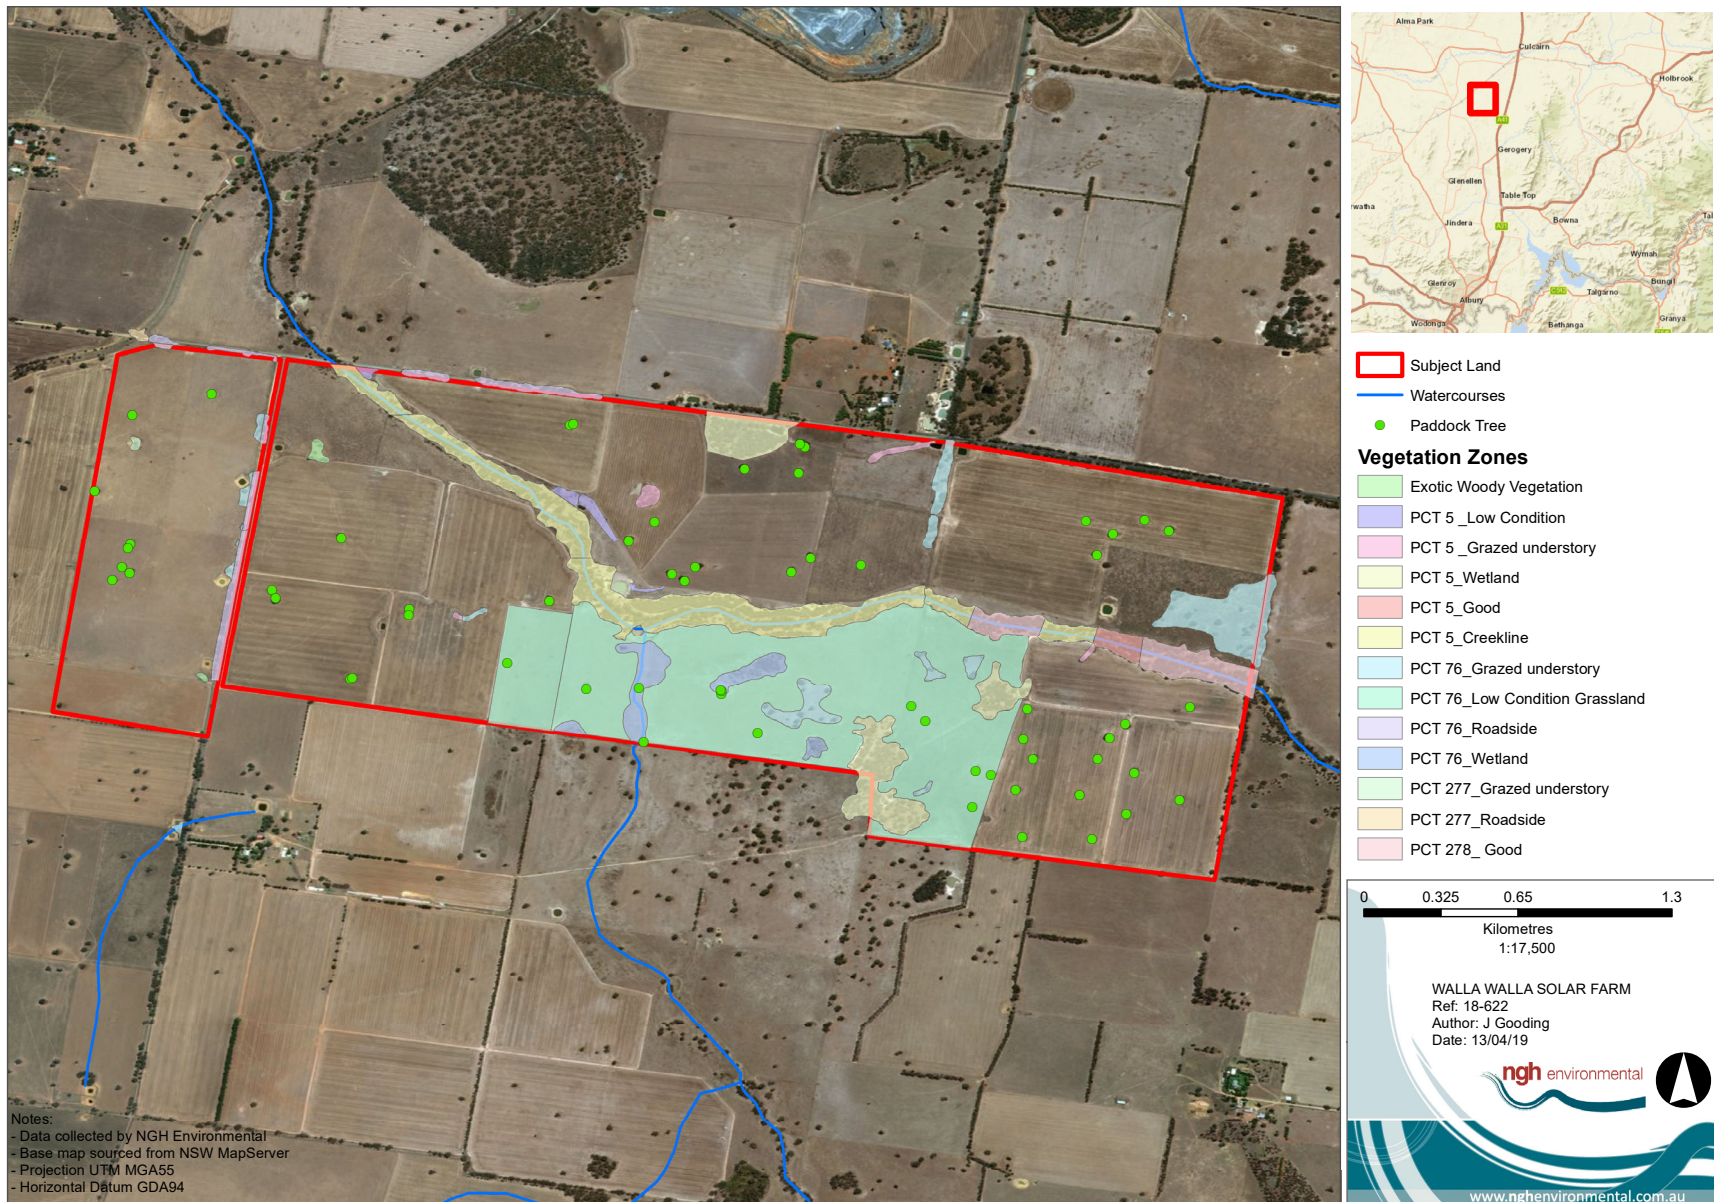 Alma Park
Culcairn
Holbrook
A41
Gerogery
Glenellen
Table Top
rwatha
Jindera
Bowna
A31
Wymah
Glenroy
Talgarno
Bungil
Albury
Granya
Wodonga
Bethanga
Subject Land
Watercourses
Paddock Tree
Vegetation Zones
Exotic Woody Vegetation
PCT 5 _Low Condition
PCT 5 _Grazed understory
PCT 5_Wetland
PCT 5_Good
PCT 5_Creekline
PCT 76_Grazed understory
PCT 76_Low Condition Grassland
PCT 76_Roadside
PCT 76_Wetland
PCT 277_Grazed understory
PCT 277_Roadside
PCT 278_ Good
0 0.325 0.65 1.3
Kilometres
1:17,500
WALLA WALLA SOLAR FARM
Ref: 18-622
Author: J Gooding
Date: 13/04/19
ngh environmental
www.nghenvironmental.com.au
Notes:
- Data collected by NGH Environmental
- Base map sourced from NSW MapServer
- Projection UTM MGA55
- Horizontal Datum GDA94